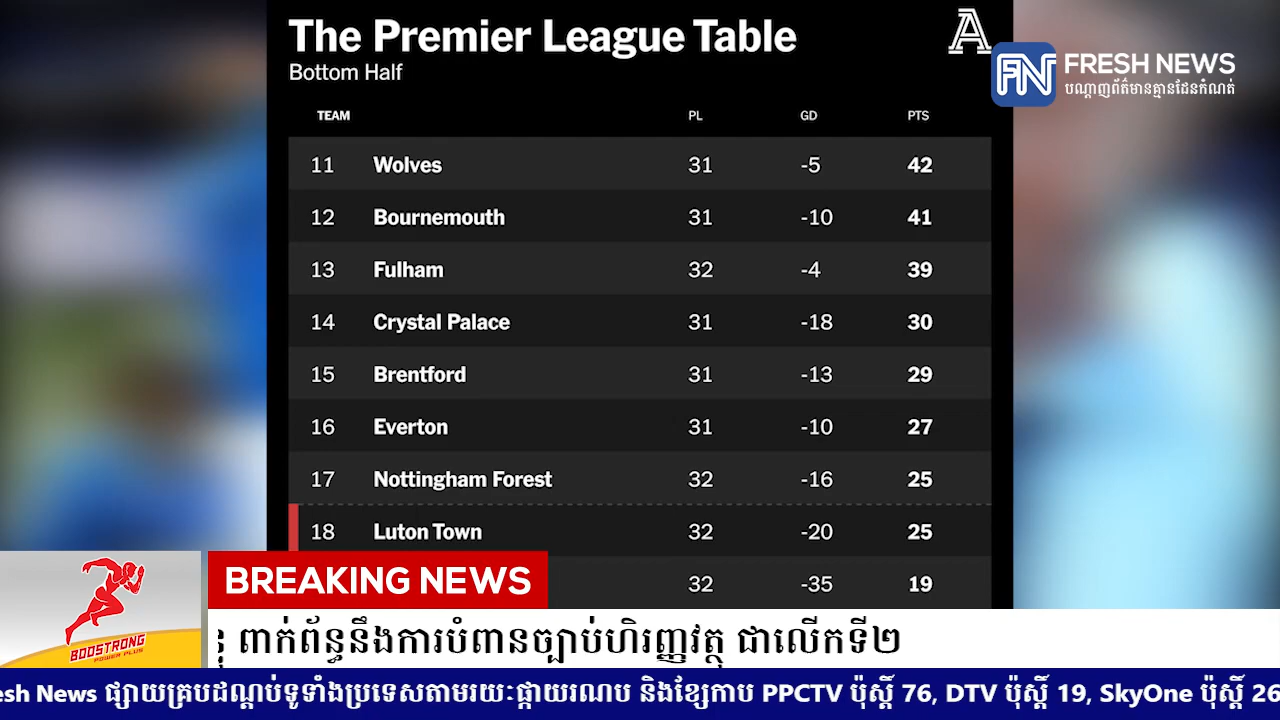 The Premier League Table
Bottom Half
FRESH NEWS
បណ្តាញព័ត៌មានគ្មានដែនកំណត់
TEAM PL GD PTS
11 Wolves 31 -5 42
12 Bournemouth 31 -10 41
13 Fulham 32 -4 39
14 Crystal Palace 31 -18 30
15 Brentford 31 -13 29
16 Everton 31 -10 27
17 Nottingham Forest 32 -16 25
18 Luton Town 32 -20 25
32 -35 19
BREAKING NEWS
BOOSTRONG
POWER PLUS
ពាក់ព័ន្ធនឹងការបំពានច្បាប់ហិរញ្ញវត្ថុ ជាលើកទី២
esh News ផ្សាយគ្របដណ្តប់ទូទាំងប្រទេសតាមរយៈផ្កាយរណប និងខ្សែកាប PPCTV ប៉ុស្តិ៍ 76, DTV ប៉ុស្តិ៍ 19, SkyOne ប៉ុស្តិ៍ 26